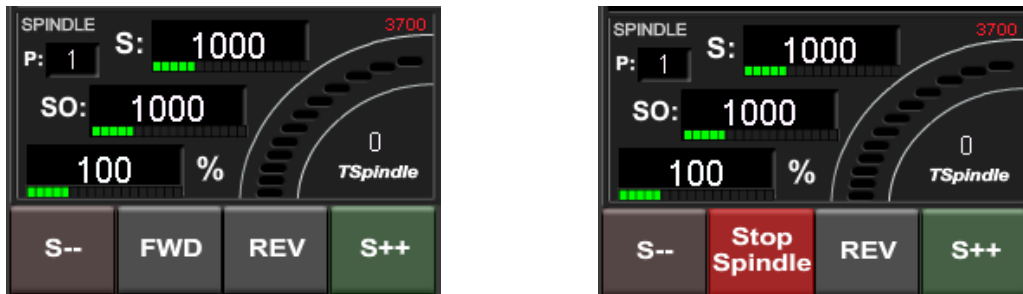 SPINDLE 3700
P: 1 S: 1000
SO: 1000
0
100 % TSpindle
S-- FWD REV S++
SPINDLE 3700
P: 1 S: 1000
SO: 1000
0
100 % TSpindle
S-- Stop Spindle REV S++